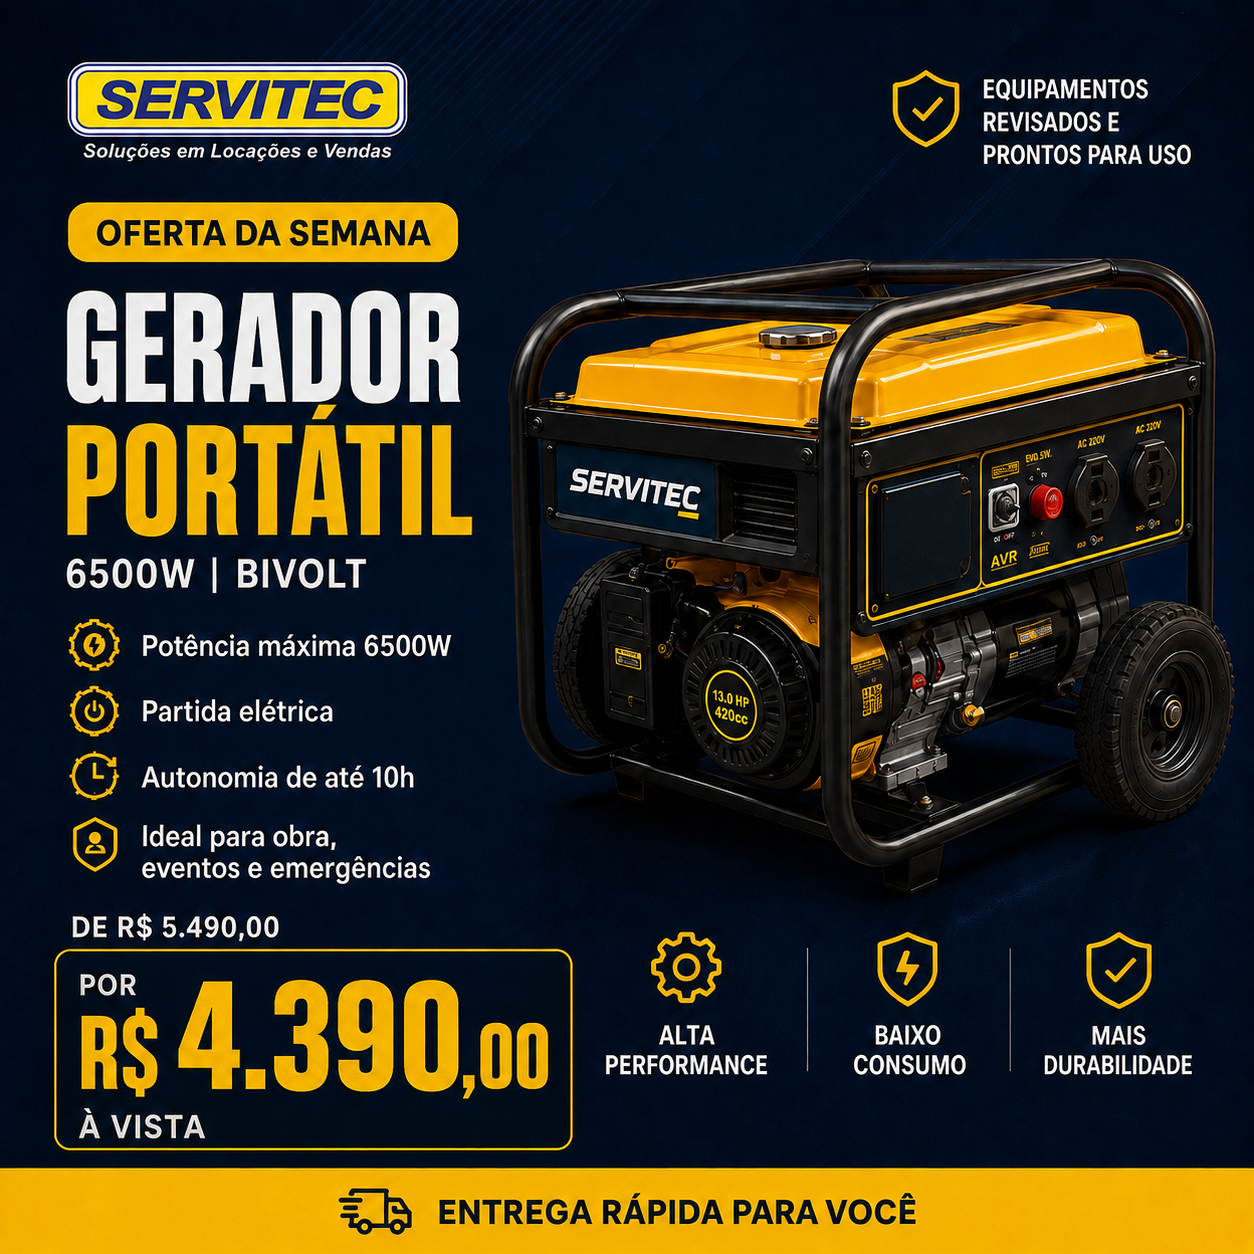 SERVITEC
Soluções em Locações e Vendas
EQUIPAMENTOS
REVISADOS E
PRONTOS PARA USO
OFERTA DA SEMANA
GERADOR
PORTÁTIL
6500W | BIVOLT
Potência máxima 6500W
Partida elétrica
Autonomia de até 10h
Ideal para obra,
eventos e emergências
SERVITEC
AC 220V
AC 220V
AVR
13.0 HP
420cc
DE R$ 5.490,00
POR
R$ 4.390,00
À VISTA
ALTA
PERFORMANCE
BAIXO
CONSUMO
MAIS
DURABILIDADE
ENTREGA RÁPIDA PARA VOCÊ